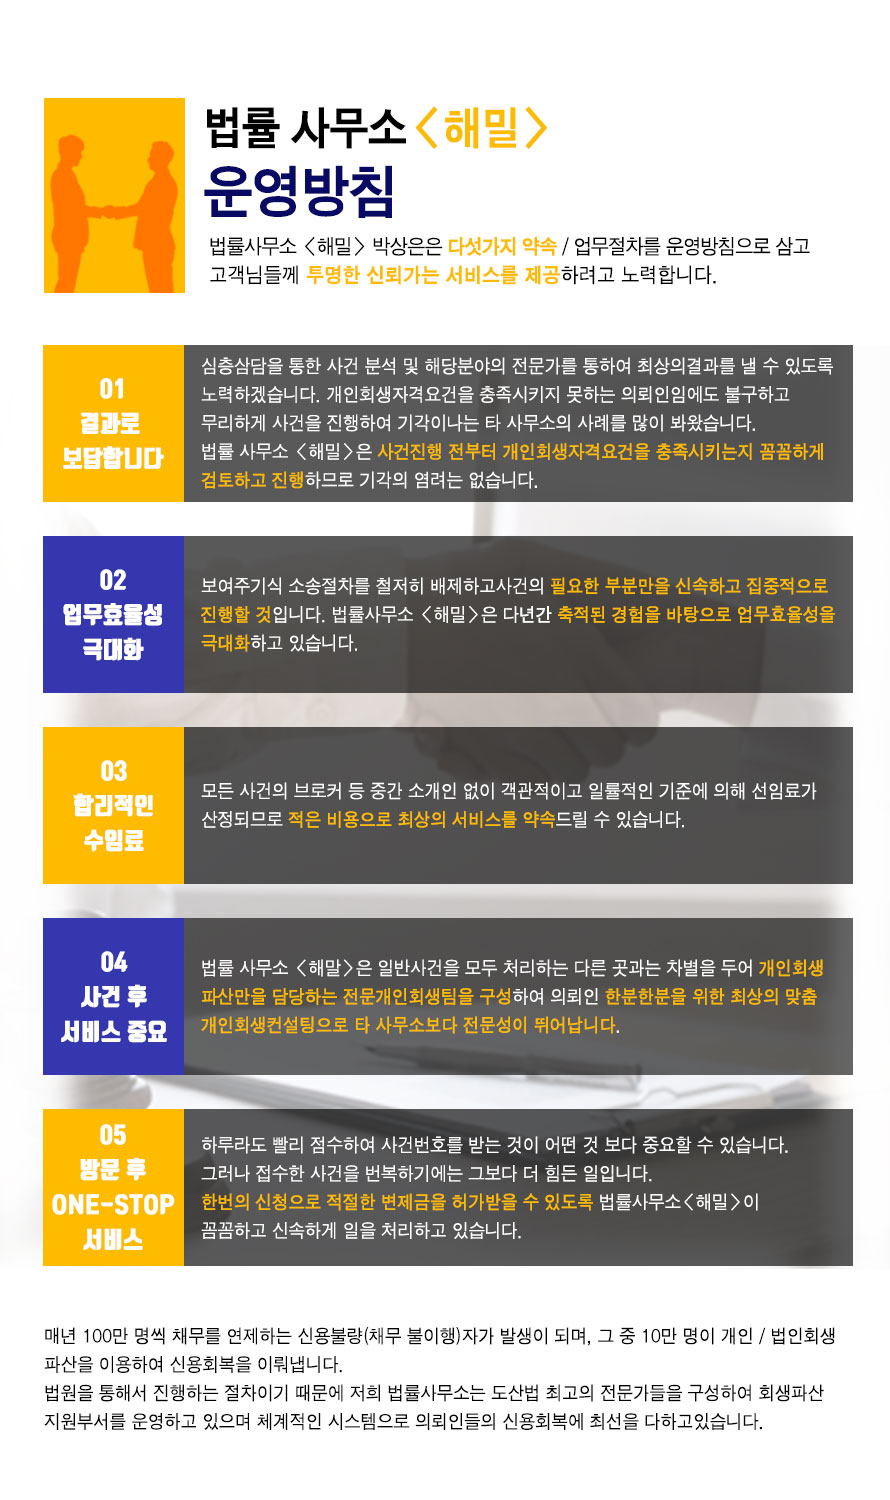 법률 사무소 <해밀>
운영방침
법률사무소 <해밀> 박상은은 다섯가지 약속 / 업무절차를 운영방침으로 삼고
고객님들께 투명한 신뢰가는 서비스를 제공하려고 노력합니다.
01
결과로
보답합니다
심층삼담을 통한 사건 분석 및 해당분야의 전문가를 통하여 최상의결과를 낼 수 있도록
노력하겠습니다. 개인회생자격요건을 충족시키지 못하는 의뢰인임에도 불구하고
무리하게 사건을 진행하여 기각이나는 타 사무소의 사례를 많이 봐왔습니다.
법률 사무소 <해밀>은 사건진행 전부터 개인회생자격요건을 충족시키는지 꼼꼼하게
검토하고 진행하므로 기각의 염려는 없습니다.
02
업무효율성
극대화
보여주기식 소송절차를 철저히 배제하고사건의 필요한 부분만을 신속하고 집중적으로
진행할 것입니다. 법률사무소 <해밀>은 다년간 축적된 경험을 바탕으로 업무효율성을
극대화하고 있습니다.
03
합리적인
수임료
모든 사건의 브로커 등 중간 소개인 없이 객관적이고 일률적인 기준에 의해 선임료가
산정되므로 적은 비용으로 최상의 서비스를 약속드릴 수 있습니다.
04
사건 후
서비스 중요
법률 사무소 <해말>은 일반사건을 모두 처리하는 다른 곳과는 차별을 두어 개인회생
파산만을 담당하는 전문개인회생팀을 구성하여 의뢰인 한분한분을 위한 최상의 맞춤
개인회생컨설팅으로 타 사무소보다 전문성이 뛰어납니다.
05
방문 후
ONE-STOP
서비스
하루라도 빨리 점수하여 사건번호를 받는 것이 어떤 것 보다 중요할 수 있습니다.
그러나 접수한 사건을 번복하기에는 그보다 더 힘든 일입니다.
한번의 신청으로 적절한 변제금을 허가받을 수 있도록 법률사무소<해밀>이
꼼꼼하고 신속하게 일을 처리하고 있습니다.
매년 100만 명씩 채무를 연제하는 신용불량(채무 불이행)자가 발생이 되며, 그 중 10만 명이 개인 / 법인회생
파산을 이용하여 신용회복을 이뤄냅니다.
법원을 통해서 진행하는 절차이기 때문에 저희 법률사무소는 도산법 최고의 전문가들을 구성하여 회생파산
지원부서를 운영하고 있으며 체계적인 시스템으로 의뢰인들의 신용회복에 최선을 다하고있습니다.